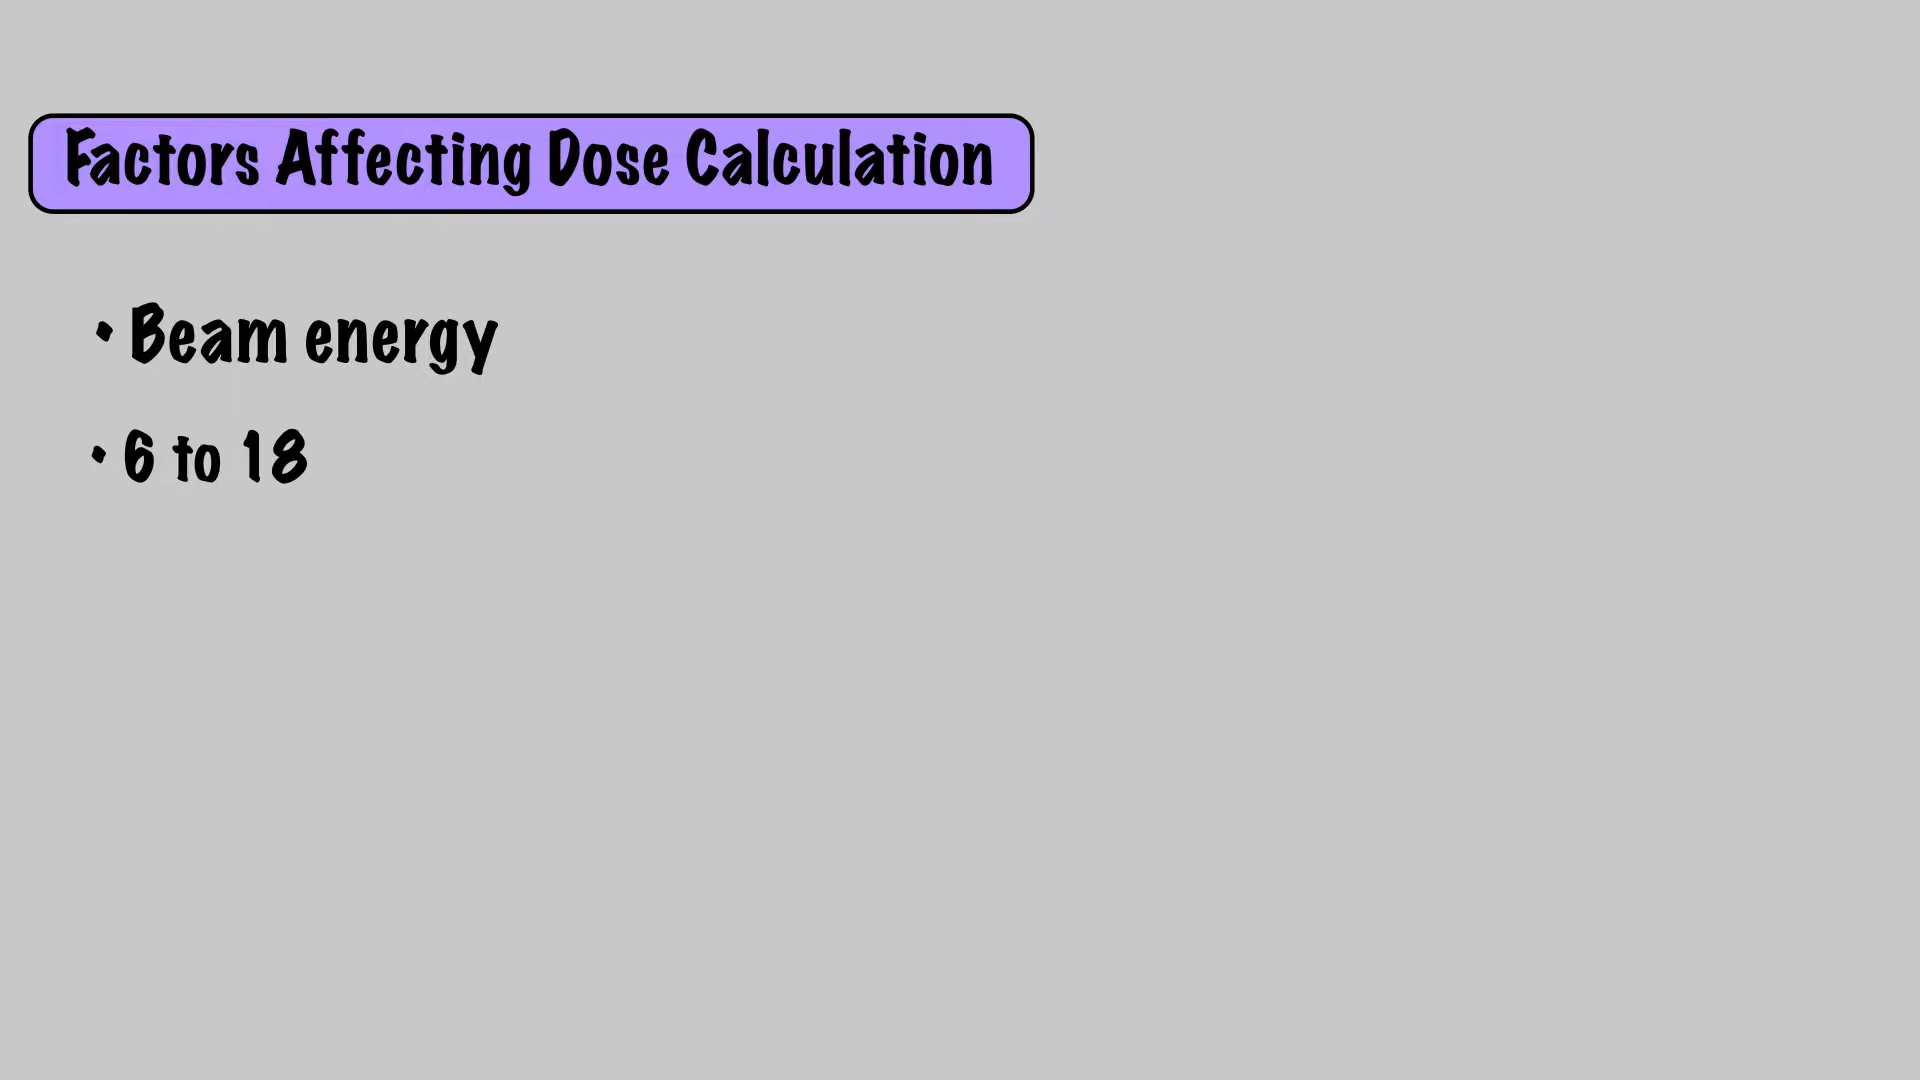 Factors Affecting Dose Calculation
• Beam energy
• 6 to 18